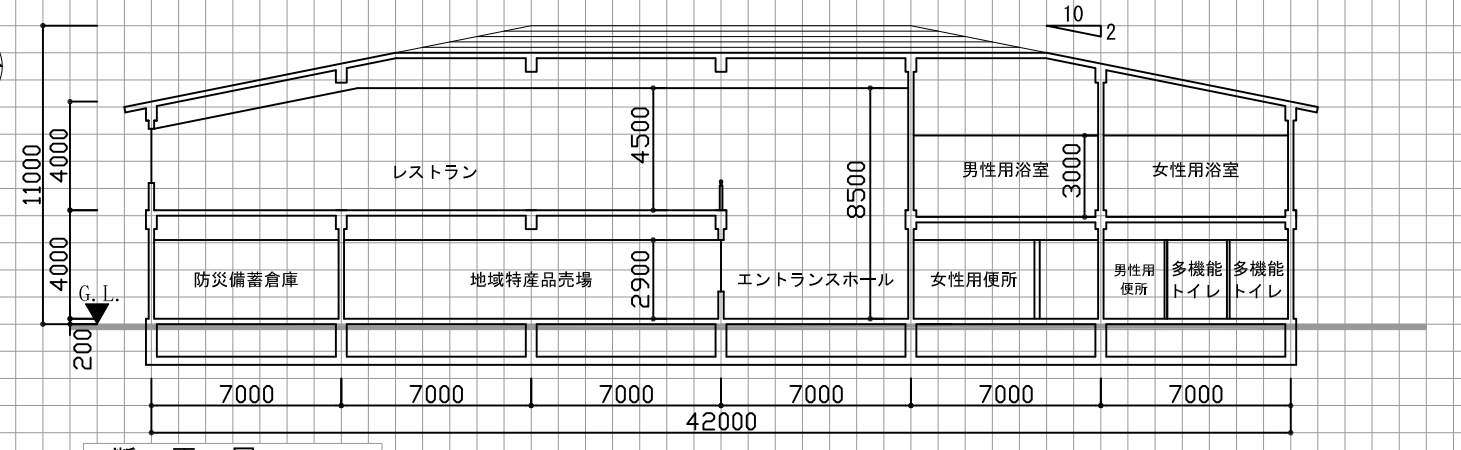 10
2
11000
4000
4000
200
G.L.
レストラン
4500
8500
男性用浴室
3000
女性用浴室
防災備蓄倉庫
地域特産品売場
2900
エントランスホール
女性用便所
男性用
便所
多機能
トイレ
多機能
トイレ
7000
7000
7000
7000
7000
7000
42000